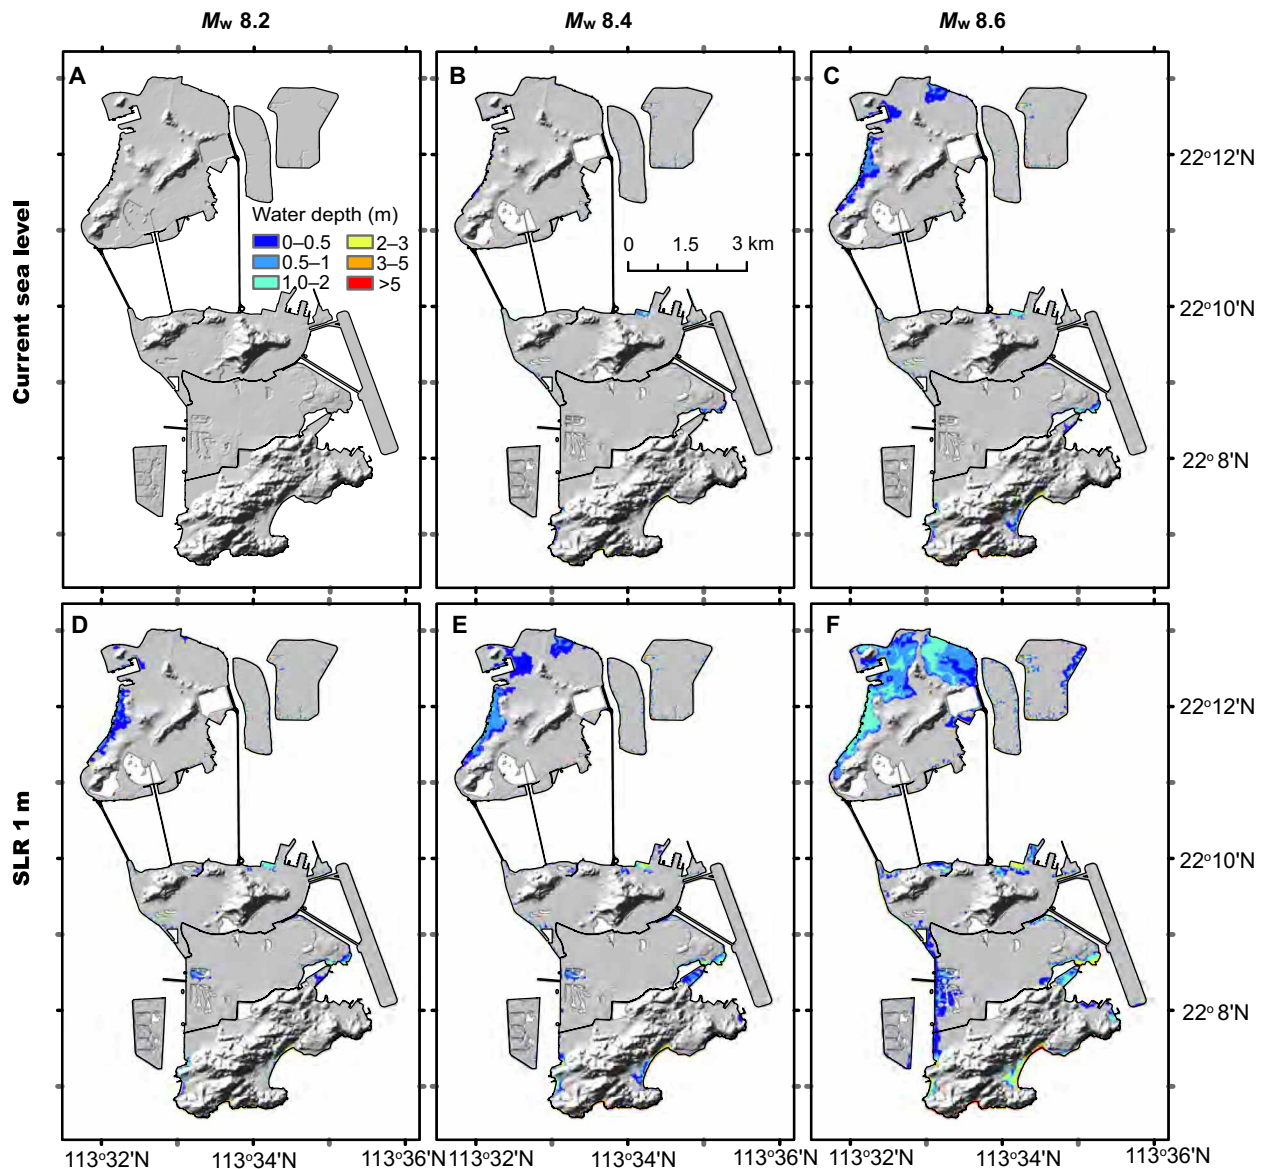 Mw 8.2
Mw 8.4
Mw 8.6
Current sea level
A
B
C
Water depth (m)
0–0.5
2–3
0.5–1
3–5
1.0–2
>5
0 1.5 3 km
22°12'N
22°10'N
22° 8'N
SLR 1 m
D
E
F
22°12'N
22°10'N
22° 8'N
113°32'N
113°34'N
113°36'N
113°32'N
113°34'N
113°36'N
113°32'N
113°34'N
113°36'N